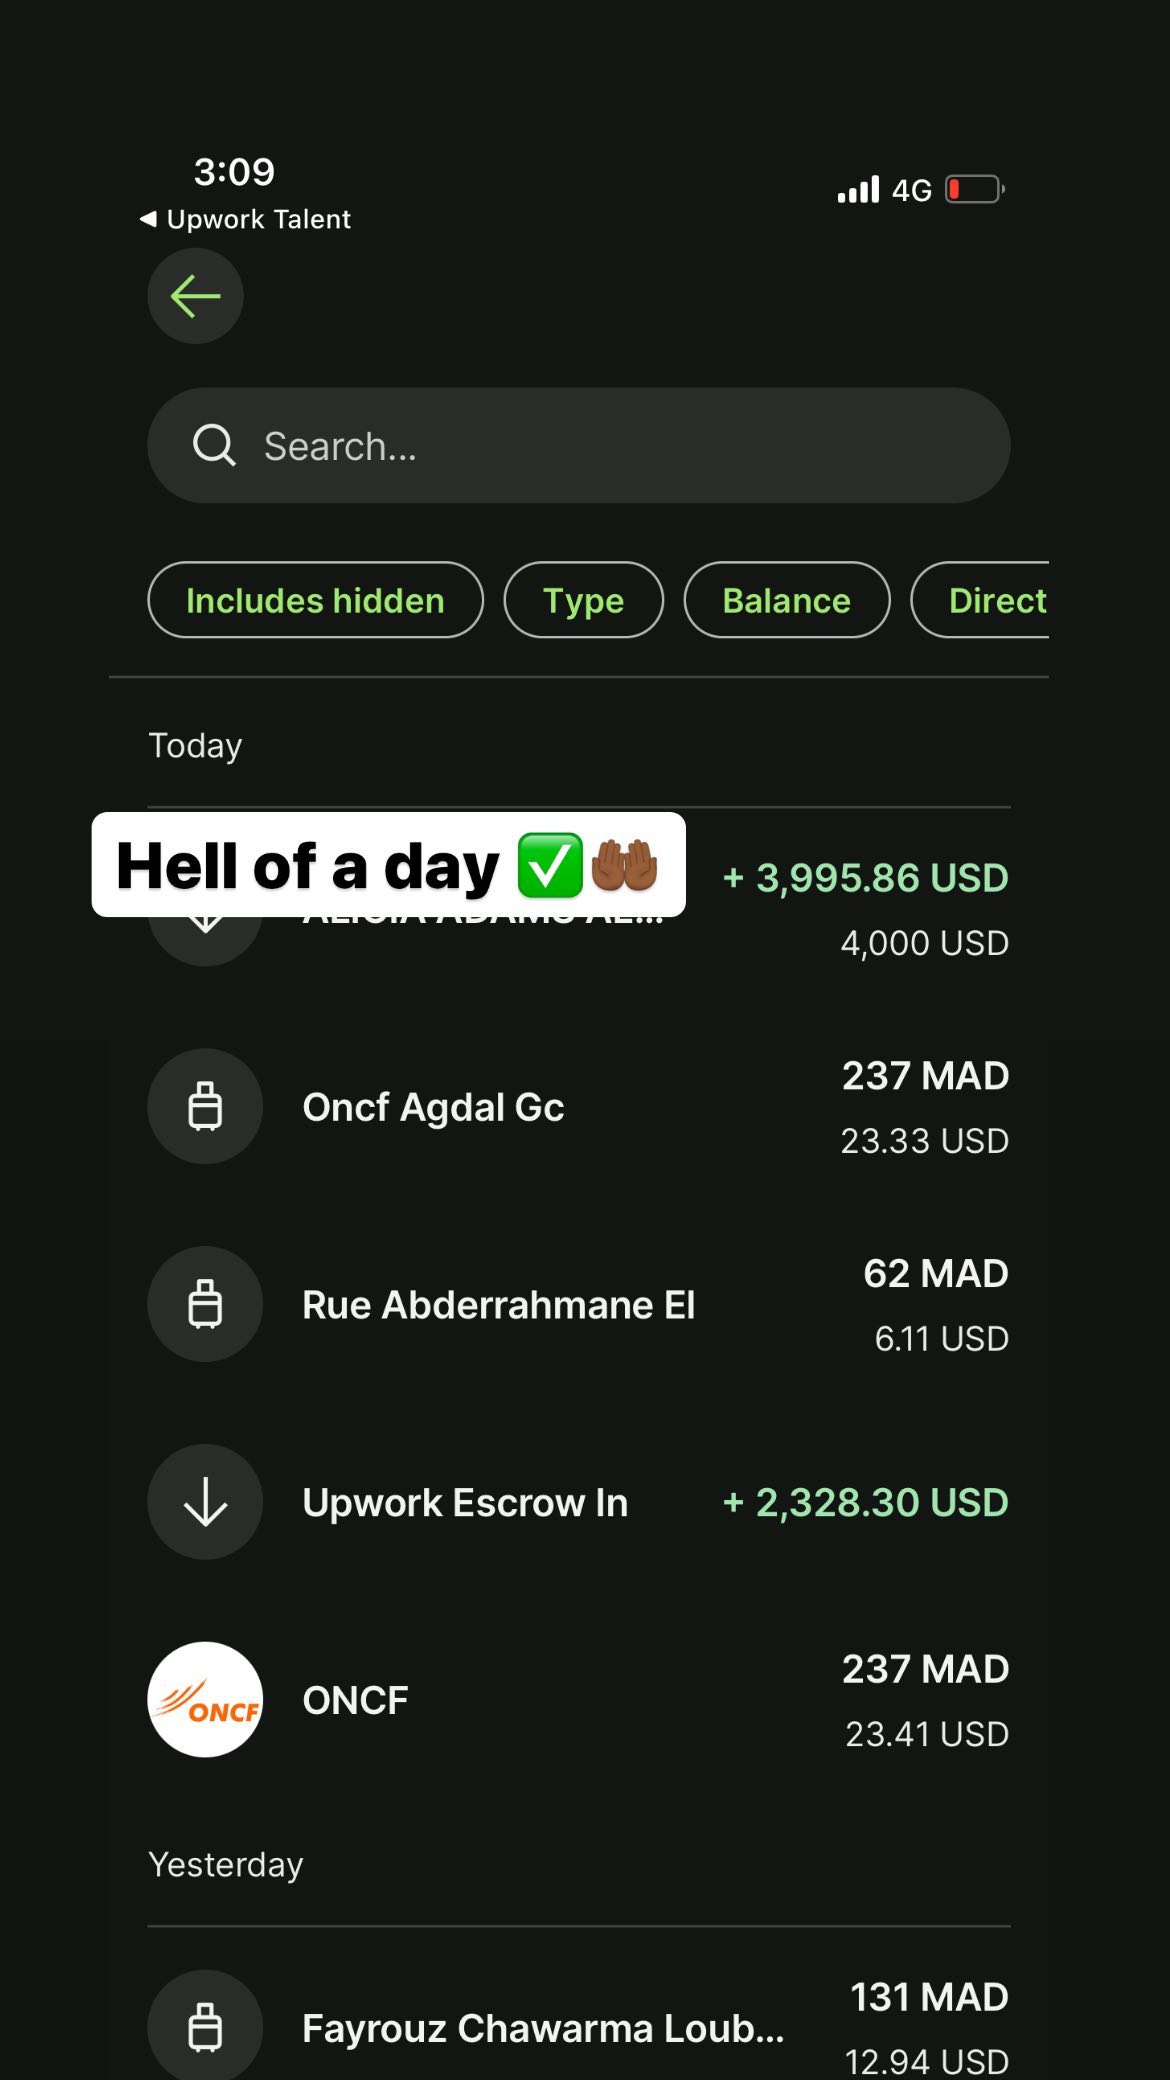 3:09
4G
◀ Upwork Talent
Search...
Includes hidden
Type
Balance
Direct
Today
Hell of a day ✅🙌🏾
+ 3,995.86 USD
ALICIA ADAMS AL...
4,000 USD
Oncf Agdal Gc
237 MAD
23.33 USD
Rue Abderrahmane El
62 MAD
6.11 USD
Upwork Escrow In
+ 2,328.30 USD
ONCF
ONCF
237 MAD
23.41 USD
Yesterday
Fayrouz Chawarma Loub...
131 MAD
12.94 USD